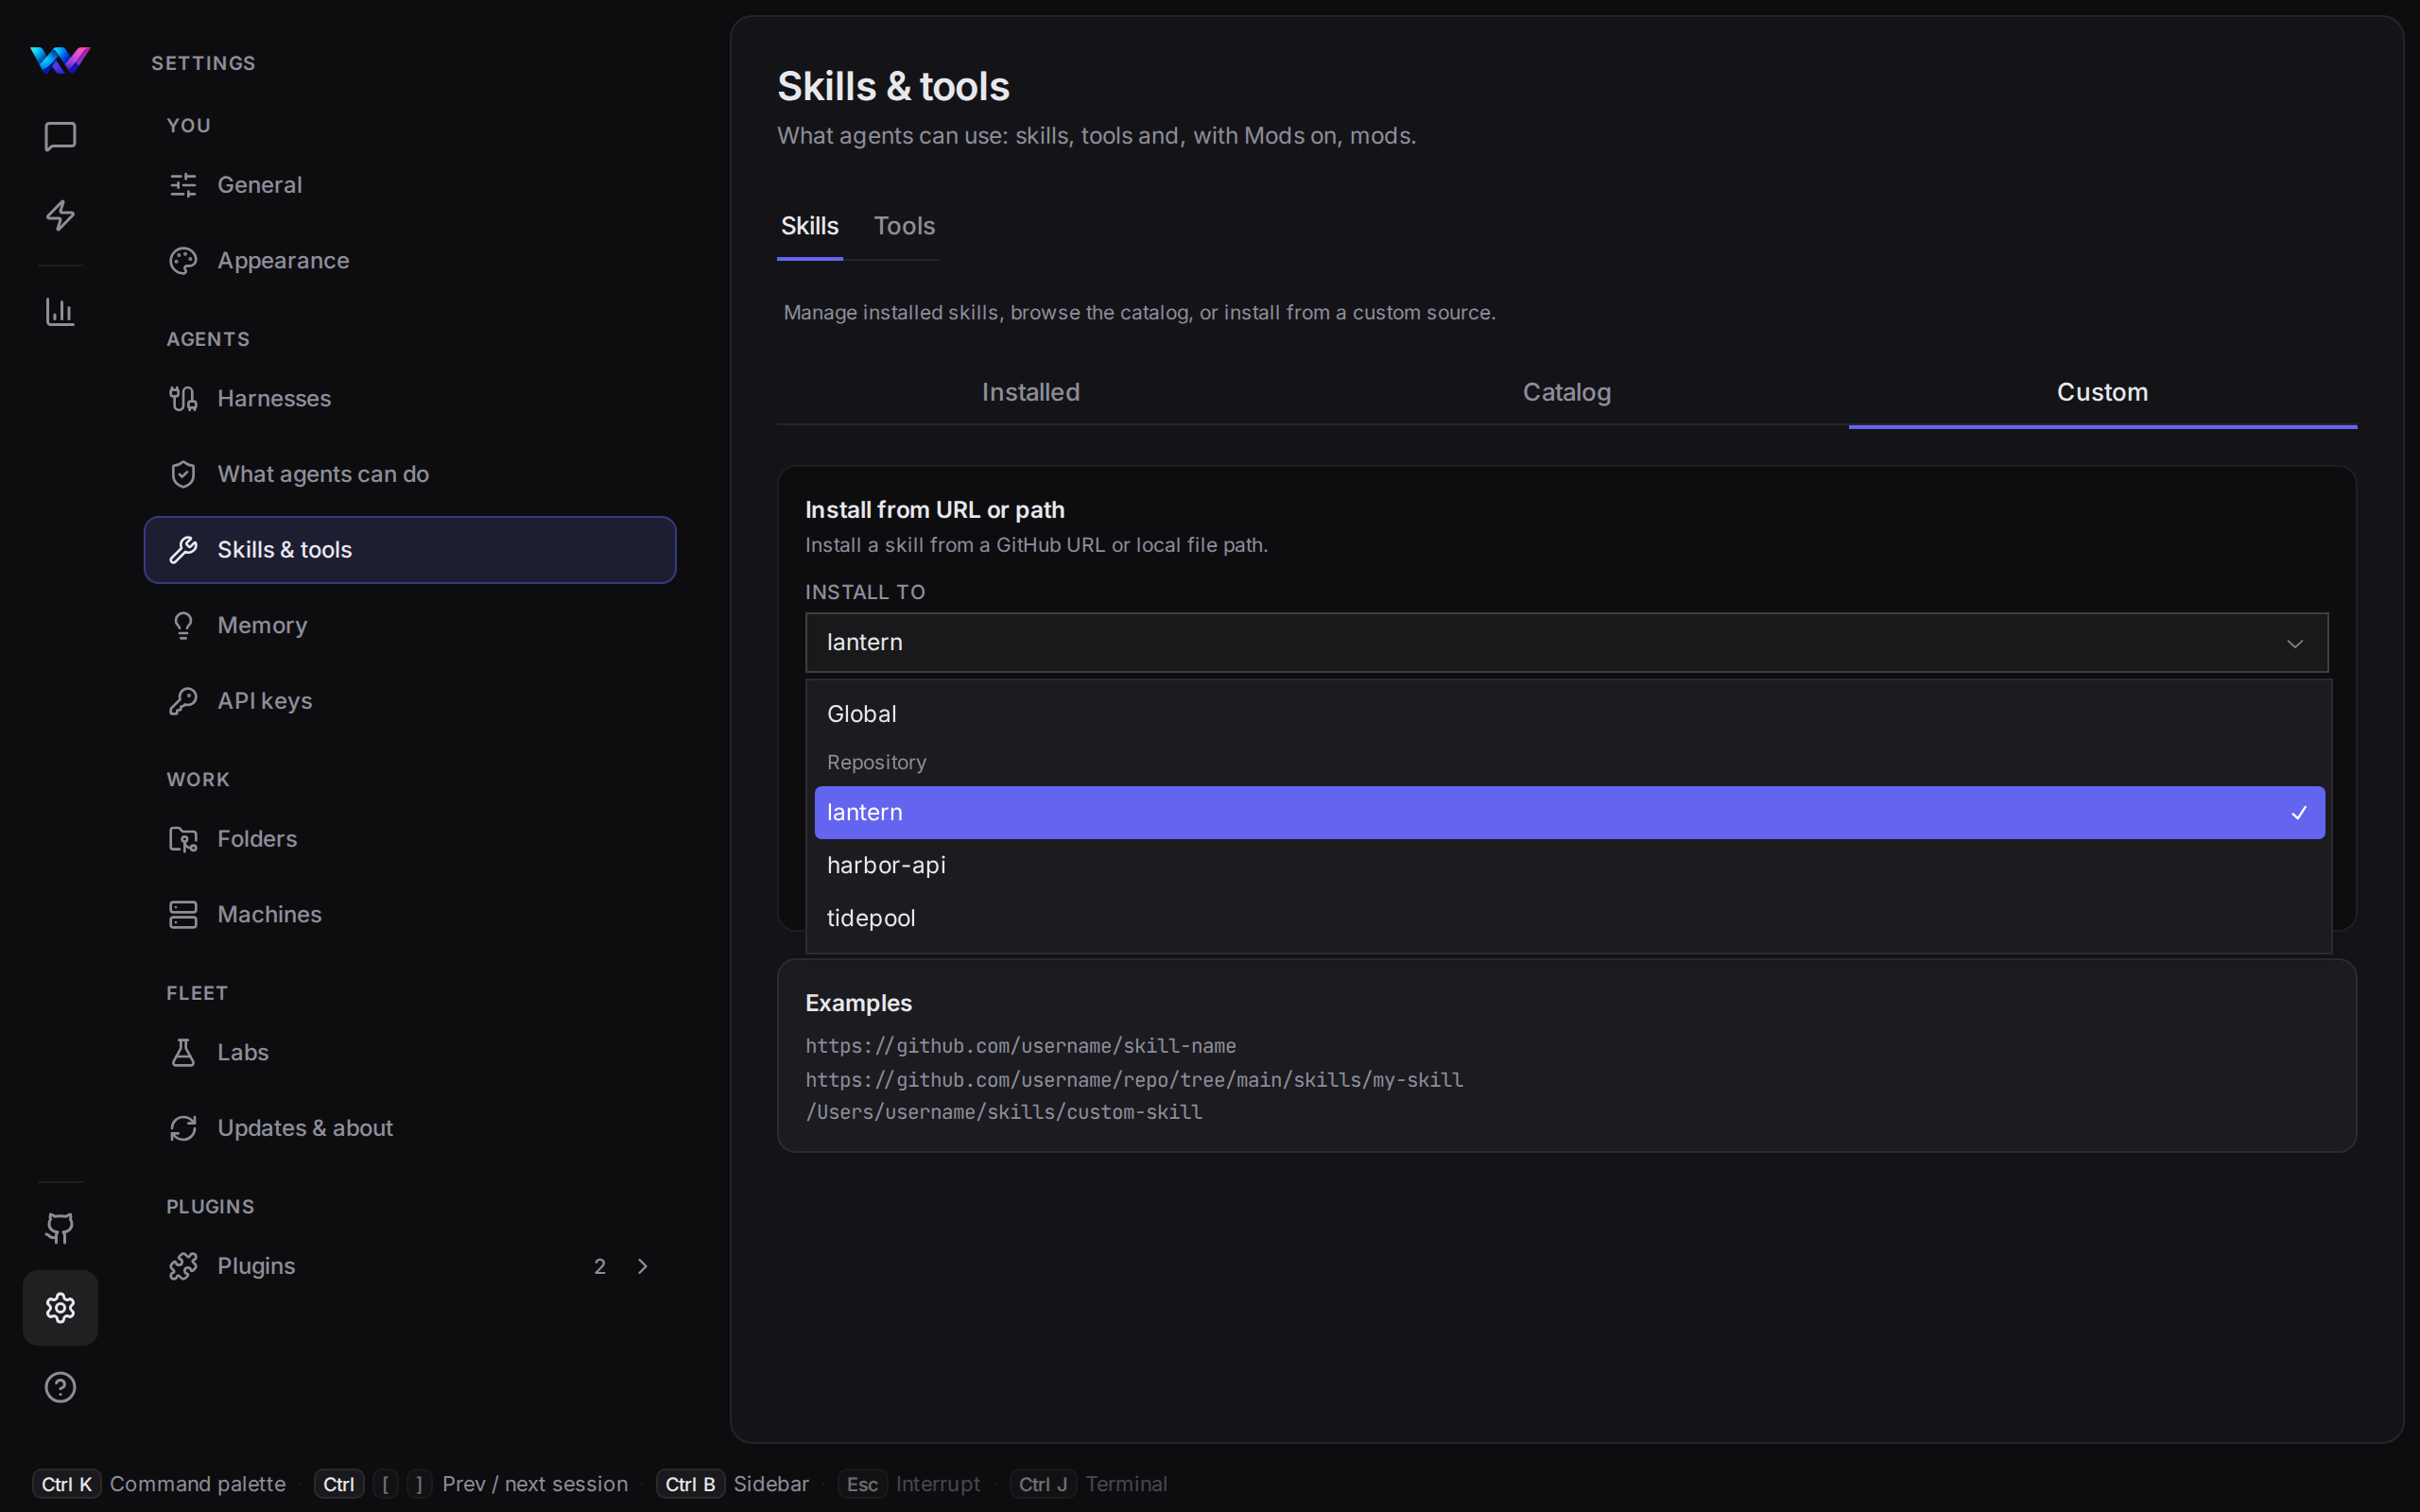 SETTINGS
YOU
General
Appearance
AGENTS
Harnesses
What agents can do
Skills & tools
Memory
API keys
WORK
Folders
Machines
FLEET
Labs
Updates & about
PLUGINS
Plugins 2
Skills & tools
What agents can use: skills, tools and, with Mods on, mods.
Skills Tools
Manage installed skills, browse the catalog, or install from a custom source.
Installed Catalog Custom
Install from URL or path
Install a skill from a GitHub URL or local file path.
INSTALL TO
lantern
Global
Repository
lantern
harbor-api
tidepool
Examples
https://github.com/username/skill-name
https://github.com/username/repo/tree/main/skills/my-skill
/Users/username/skills/custom-skill
Ctrl K Command palette · Ctrl [ ] Prev / next session · Ctrl B Sidebar · Esc Interrupt · Ctrl J Terminal